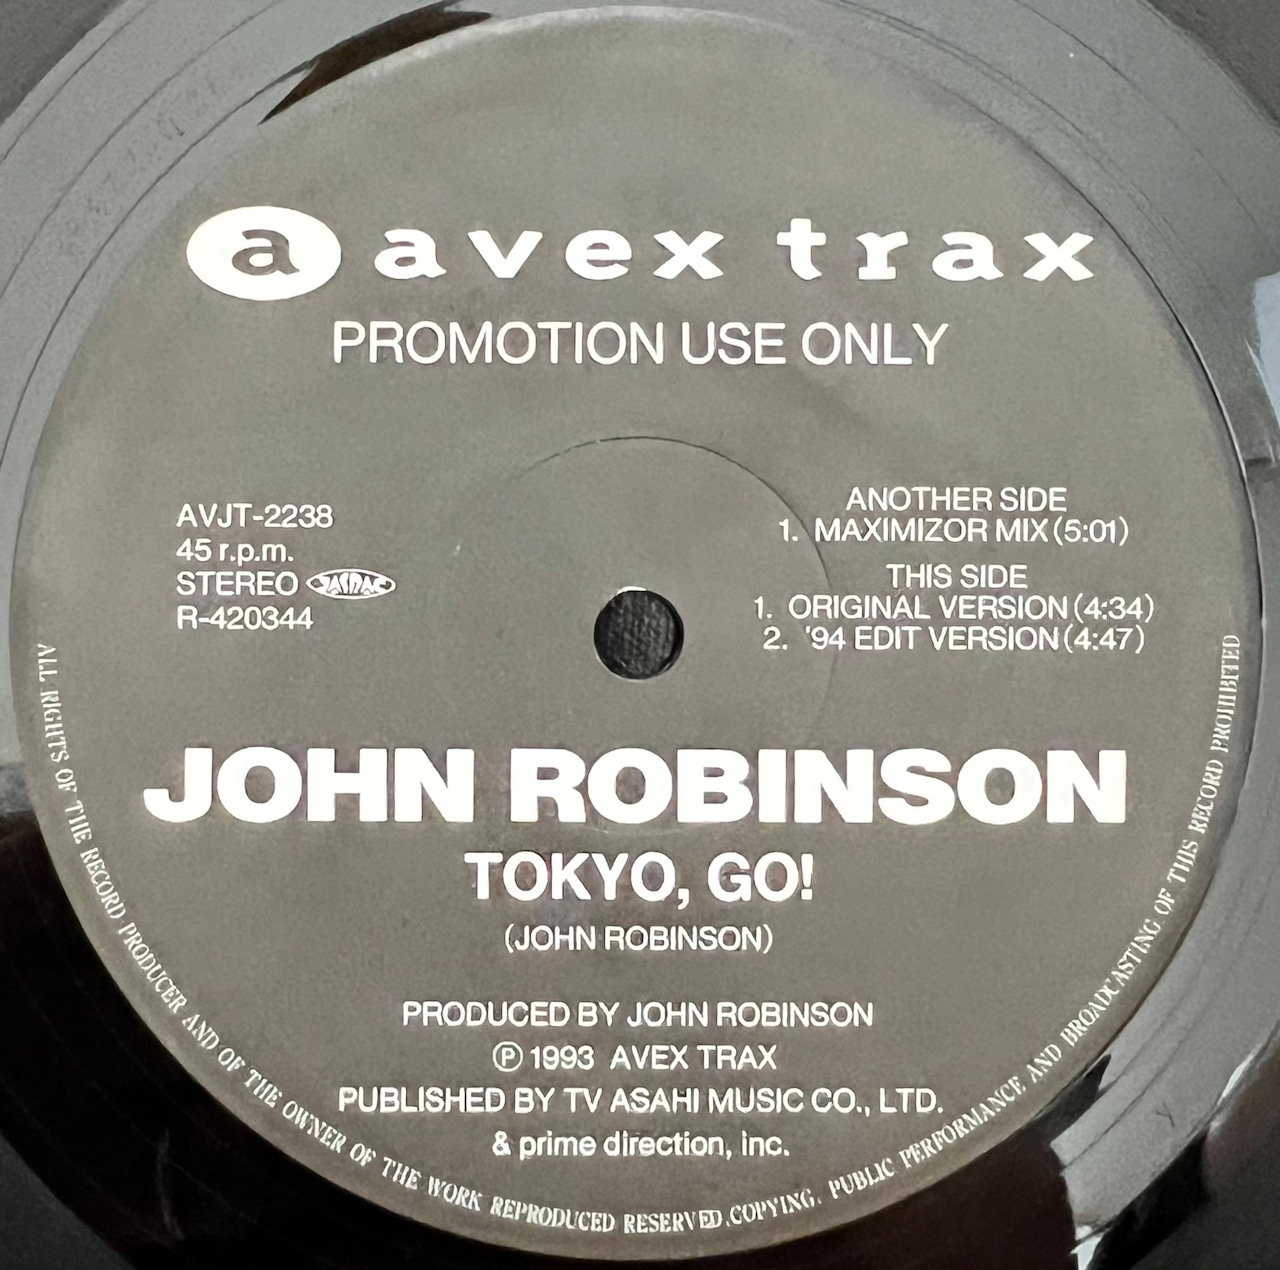 a avex trax
PROMOTION USE ONLY
AVJT-2238
45 r.p.m.
STEREO JASRAC
R-420344
ANOTHER SIDE
1. MAXIMIZOR MIX (5:01)
THIS SIDE
1. ORIGINAL VERSION (4:34)
2. '94 EDIT VERSION (4:47)
JOHN ROBINSON
TOKYO, GO!
(JOHN ROBINSON)
PRODUCED BY JOHN ROBINSON
Ⓟ 1993 AVEX TRAX
PUBLISHED BY TV ASAHI MUSIC CO., LTD.
& prime direction, inc.
ALL RIGHTS OF THE RECORD PRODUCER AND OF THE OWNER OF THE WORK REPRODUCED RESERVED. COPYING, PUBLIC PERFORMANCE AND BROADCASTING OF THIS RECORD PROHIBITED